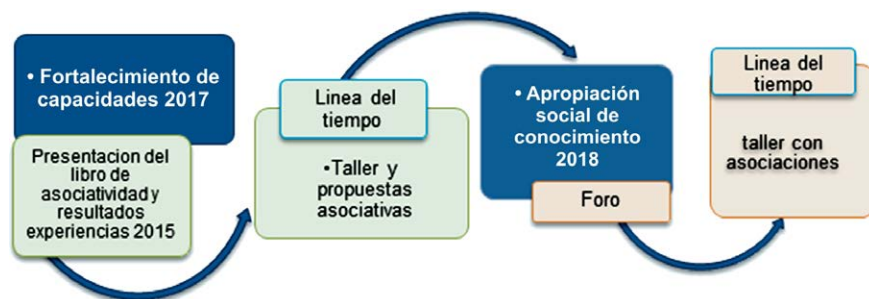 • Fortalecimiento de
capacidades 2017
Presentacion del
libro de
asociatividad y
resultados
experiencias 2015
Linea del
tiempo
•Taller y
propuestas
asociativas
• Apropiación
social de
conocimiento
2018
Foro
Linea del
tiempo
taller con
asociaciones